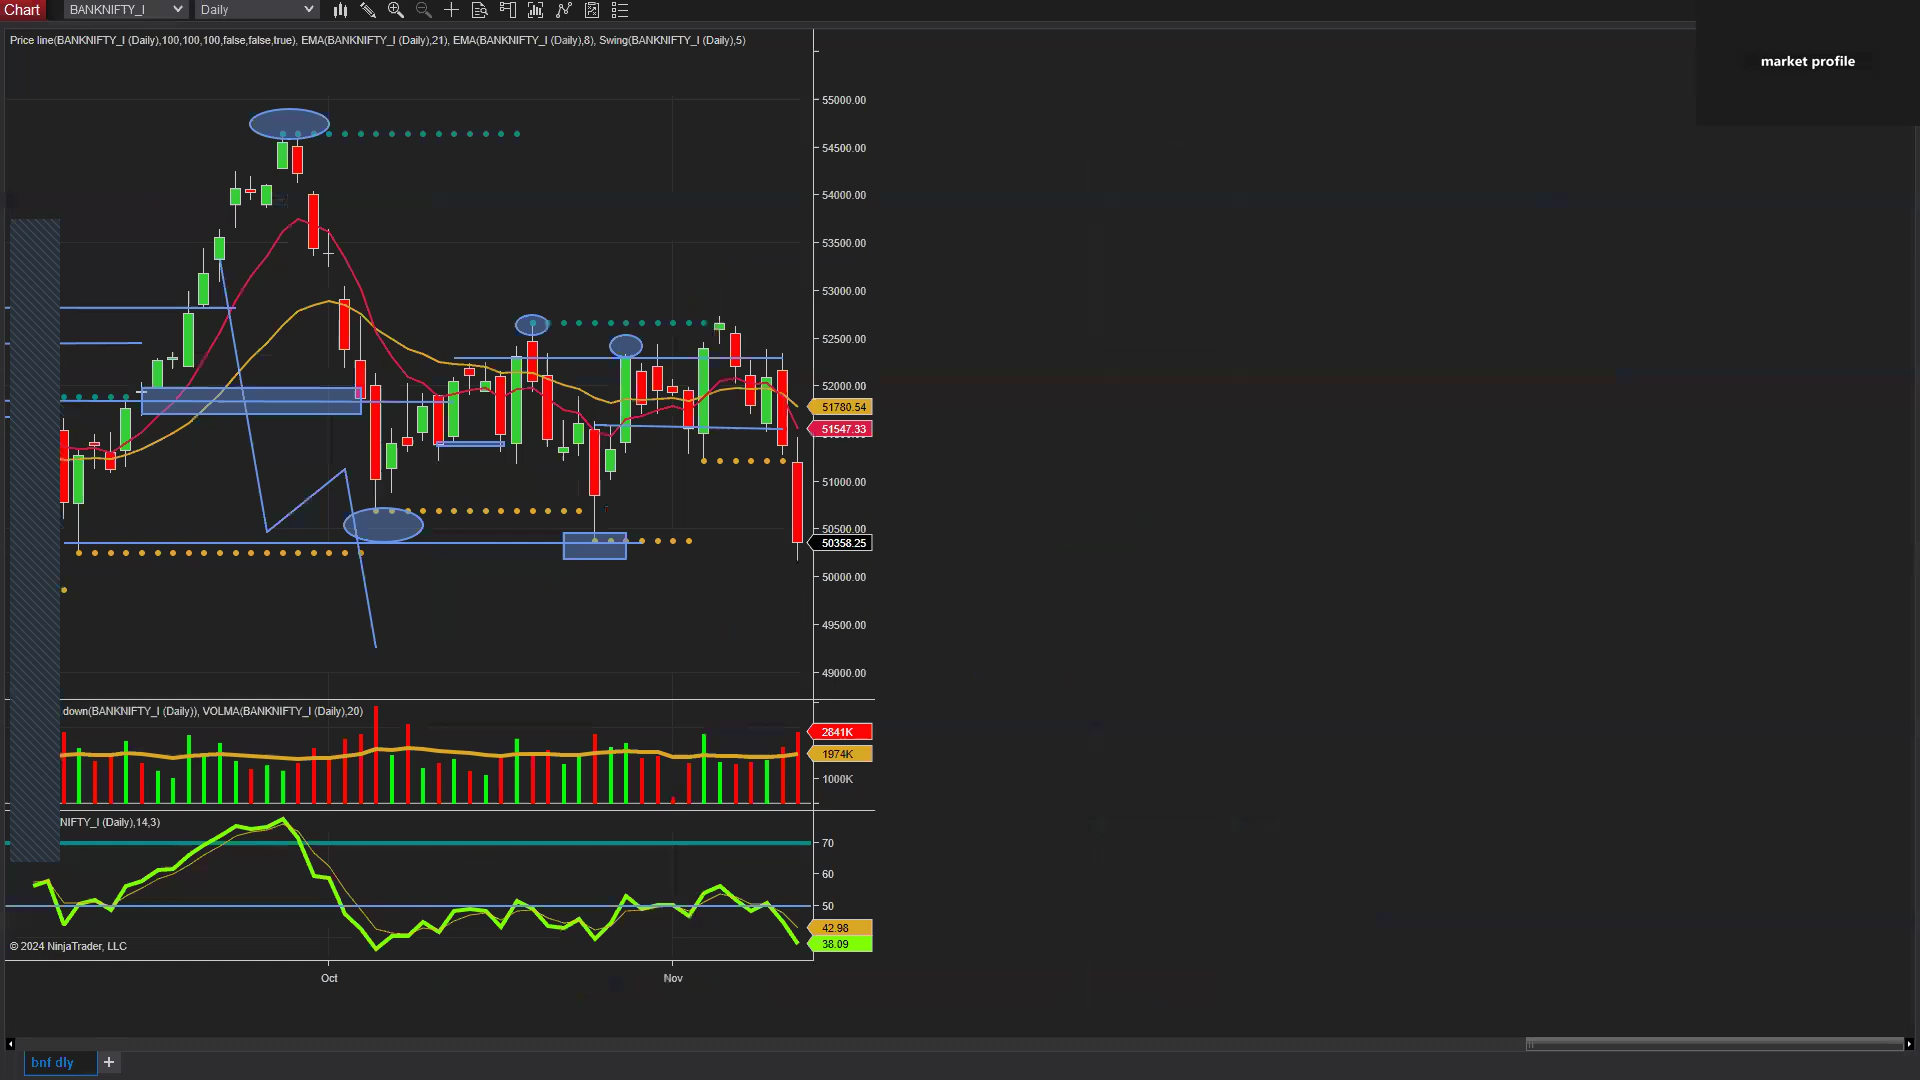 Chart BANKNIFTY_I Daily
market profile
Price line(BANKNIFTY_I (Daily),100,100,100,false,false,true), EMA(BANKNIFTY_I (Daily),21), EMA(BANKNIFTY_I (Daily),8), Swing(BANKNIFTY_I (Daily),5)
55000.00
54500.00
54000.00
53500.00
53000.00
52500.00
52000.00
51780.54
51547.33
51000.00
50500.00
50358.25
50000.00
49500.00
49000.00
down(BANKNIFTY_I (Daily)), VOLMA(BANKNIFTY_I (Daily),20)
2841K
1974K
1000K
NIFTY_I (Daily),14,3)
70
60
50
42.98
38.09
© 2024 NinjaTrader, LLC
Oct Nov
bnf dly +